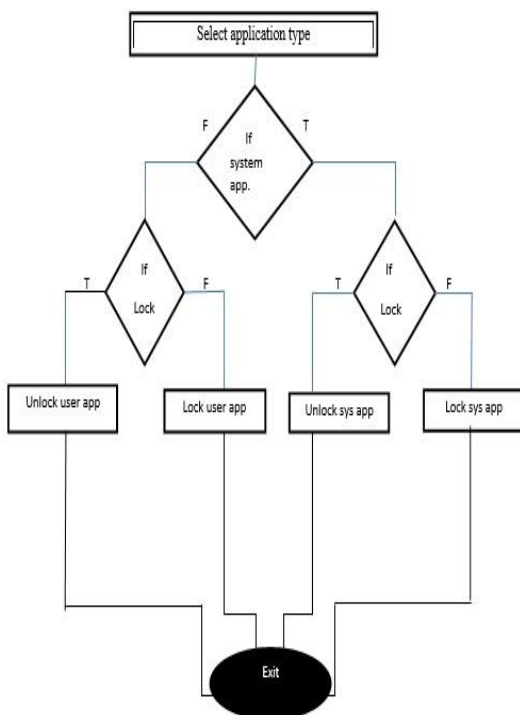 Select application type
F
T
If
system
app.
T
If
Lock
F
T
If
Lock
F
Unlock user app
Lock user app
Unlock sys app
Lock sys app
Exit